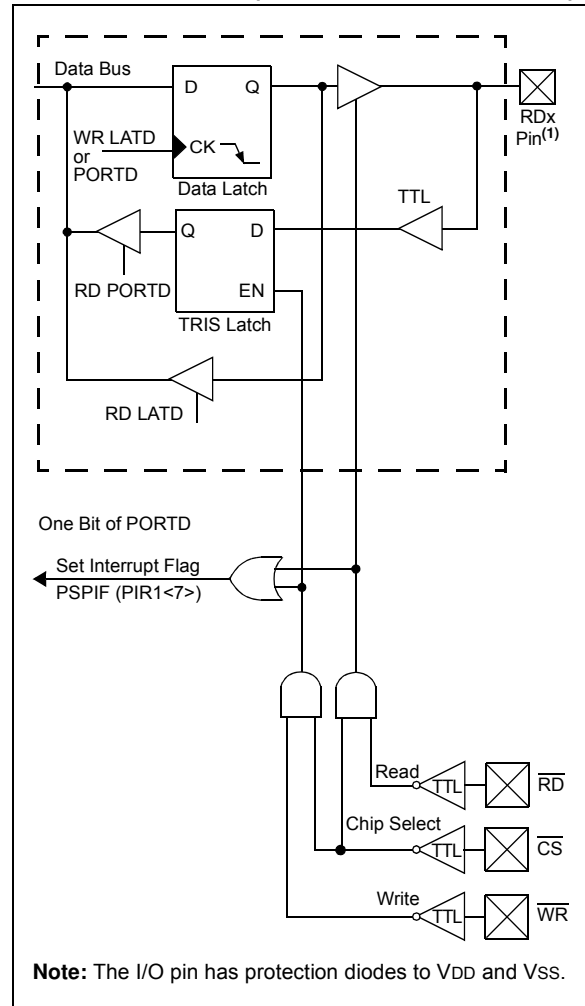 Data Bus
D Q
WR LATD
or
PORTD
CK
Data Latch
RDx
Pin(1)
TTL
Q D
RD PORTD
EN
TRIS Latch
RD LATD
One Bit of PORTD
Set Interrupt Flag
PSPIF (PIR1<7>)
Read
TTL
RD
Chip Select
TTL
CS
Write
TTL
WR
Note: The I/O pin has protection diodes to VDD and VSS.